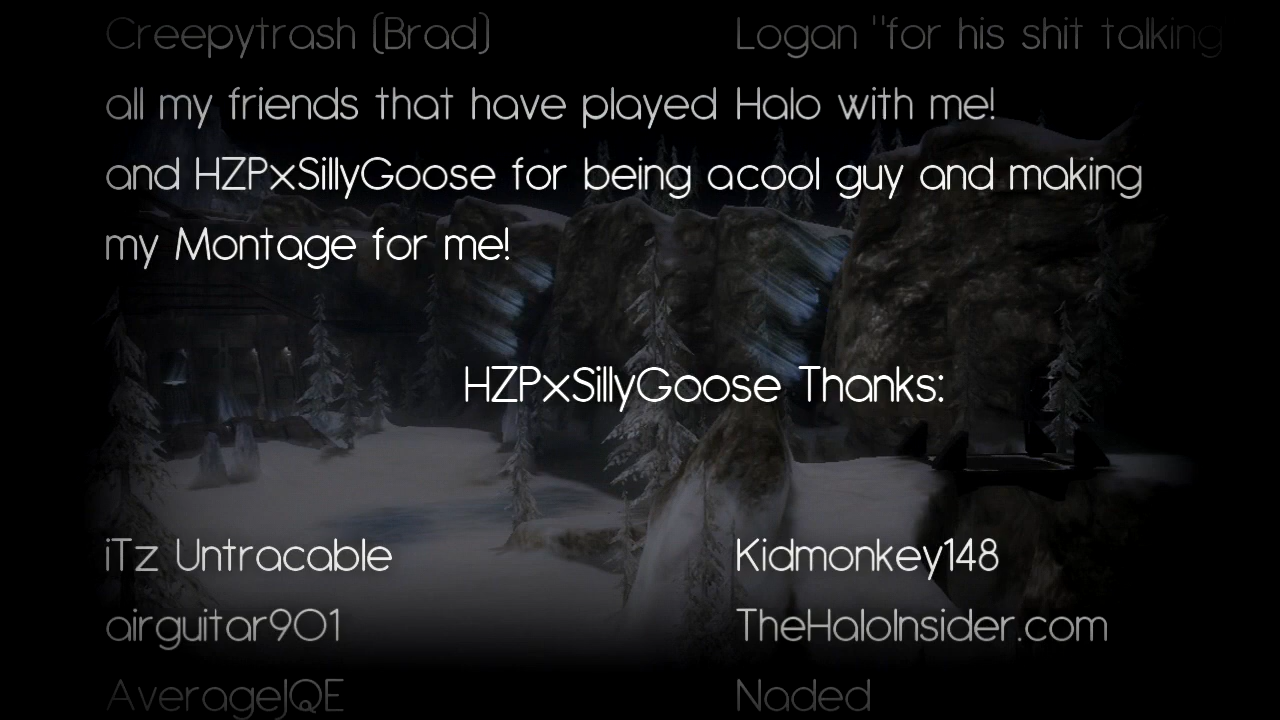 Creepytrash (Brad) Logan "for his shit talking
all my friends that have played Halo with me!
and HZPxSillyGoose for being acool guy and making
my Montage for me!
HZPxSillyGoose Thanks:
iTz Untracable Kidmonkey148
airguitar901 TheHaloInsider.com
AverageJQE Naded